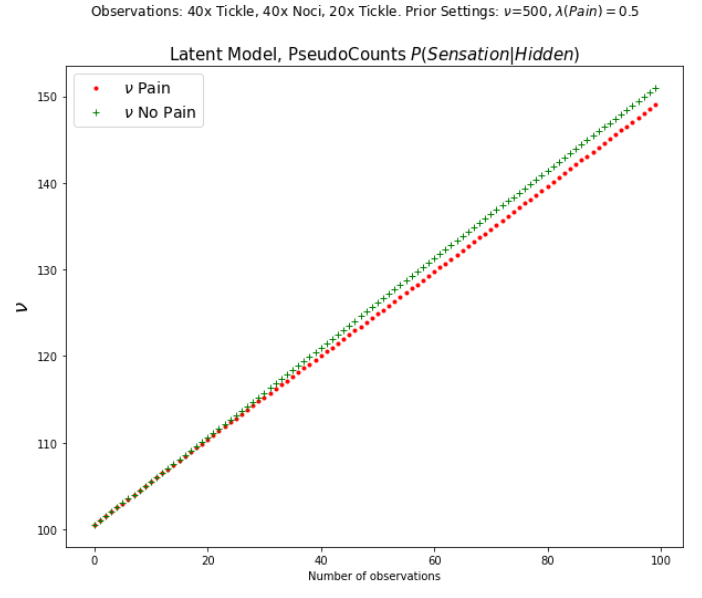 Observations: 40x Tickle, 40x Noci, 20x Tickle. Prior Settings: ν=500, λ(Pain) = 0.5
Latent Model, PseudoCounts P(Sensation|Hidden)
ν Pain
ν No Pain
150
140
130
120
110
100
ν
0 20 40 60 80 100
Number of observations